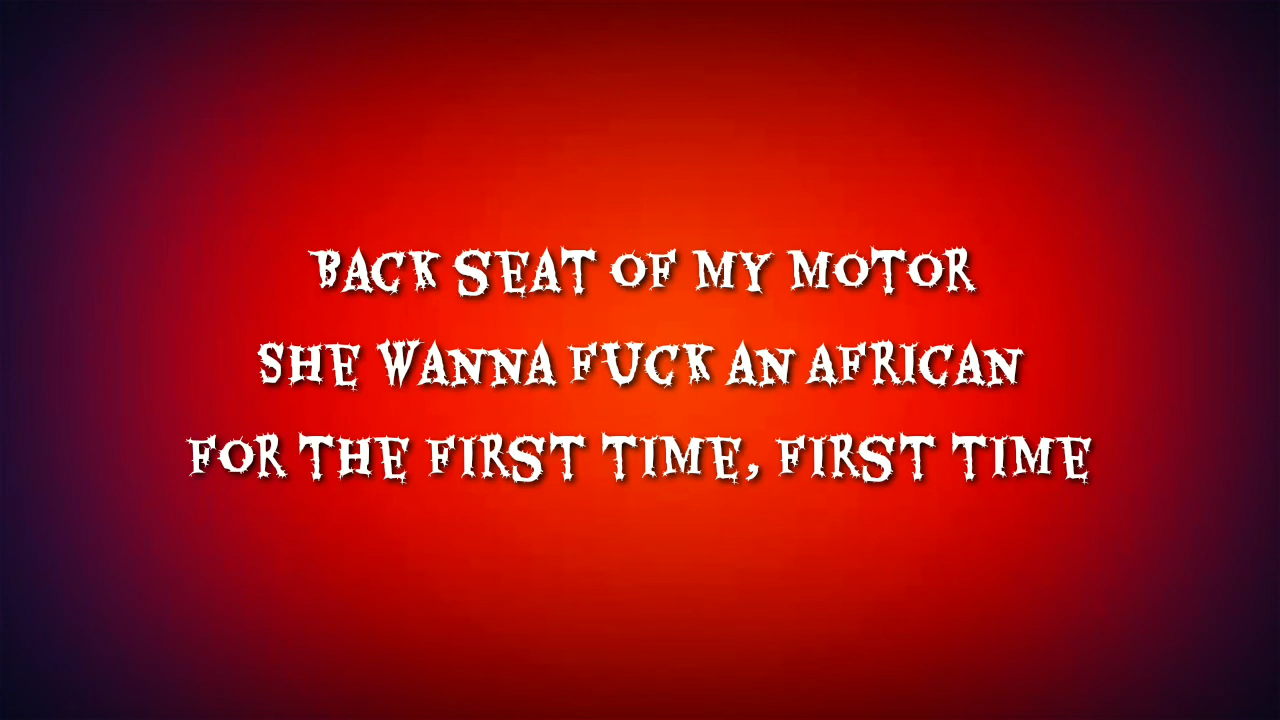 BACK SEAT OF MY MOTOR
SHE WANNA FUCK AN AFRICAN
FOR THE FIRST TIME, FIRST TIME